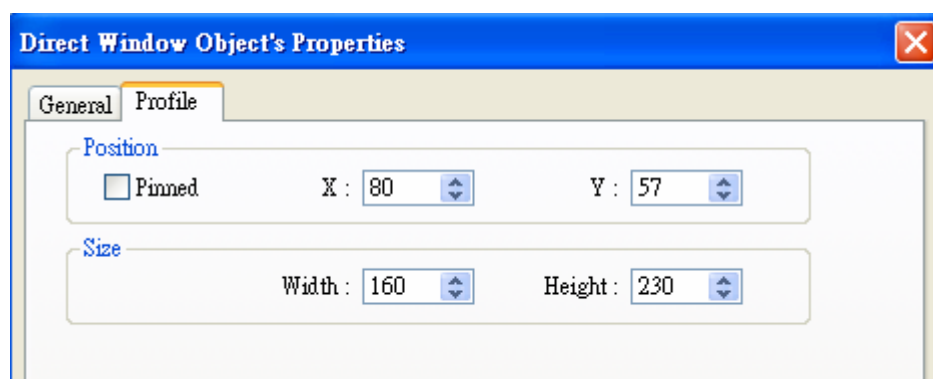 Direct Window Object's Properties
General Profile
Position
Pinned X : 80 Y : 57
Size
Width : 160 Height : 230